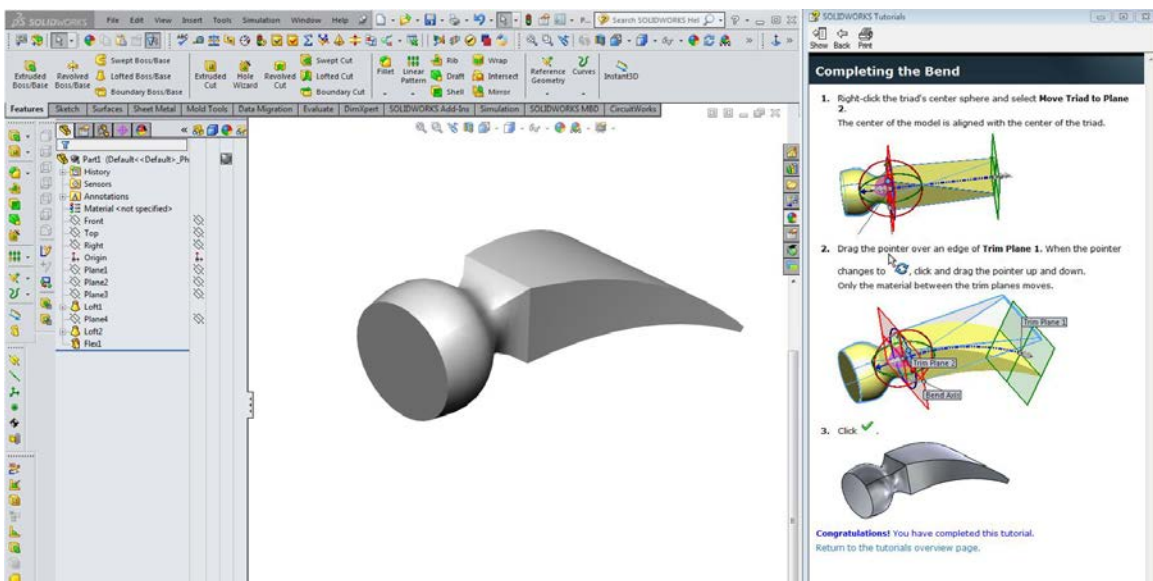 SOLIDWORKS File Edit View Insert Tools Simulation Window Help
P...
Search SOLIDWORKS Hel
Extruded Boss/Base
Revolved Boss/Base
Swept Boss/Base
Lofted Boss/Base
Boundary Boss/Base
Extruded Cut
Hole Wizard
Revolved Cut
Swept Cut
Lofted Cut
Boundary Cut
Fillet
Linear Pattern
Rib
Draft
Shell
Wrap
Intersect
Mirror
Reference Geometry
Curves
Instant3D
Features Sketch Surfaces Sheet Metal Mold Tools Data Migration Evaluate DimXpert SOLIDWORKS Add-Ins Simulation SOLIDWORKS MBD CircuitWorks
Part1 (Default<<Default>_Ph
History
Sensors
Annotations
Material <not specified>
Front
Top
Right
Origin
Plane1
Plane2
Plane3
Loft1
Plane4
Loft2
Flex1
SOLIDWORKS Tutorials
Show Back Print
Completing the Bend
1. Right-click the triad's center sphere and select Move Triad to Plane
2.
The center of the model is aligned with the center of the triad.
2. Drag the pointer over an edge of Trim Plane 1. When the pointer
changes to , click and drag the pointer up and down.
Only the material between the trim planes moves.
Trim Plane 1
Trim Plane 2
Bend Axis
3. Click .
Congratulations! You have completed this tutorial.
Return to the tutorials overview page.